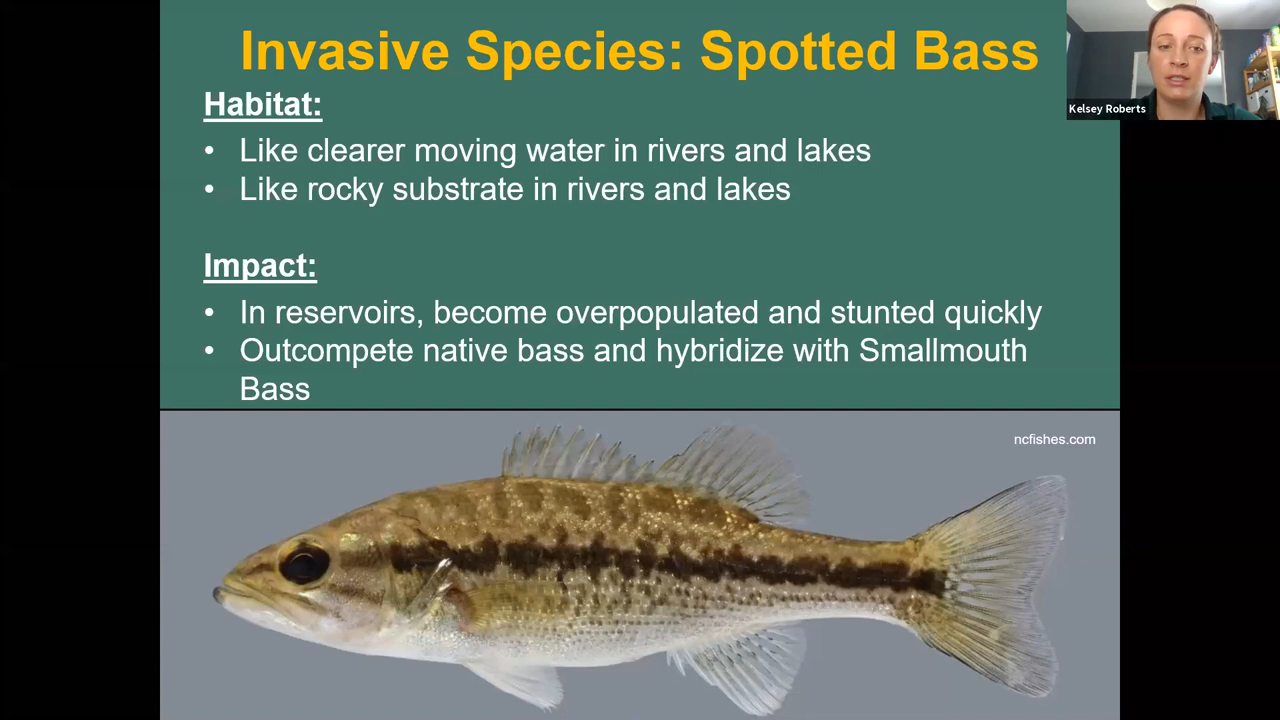 Invasive Species: Spotted Bass
Kelsey Roberts
Habitat:
• Like clearer moving water in rivers and lakes
• Like rocky substrate in rivers and lakes
Impact:
• In reservoirs, become overpopulated and stunted quickly
• Outcompete native bass and hybridize with Smallmouth
Bass
ncfishes.com